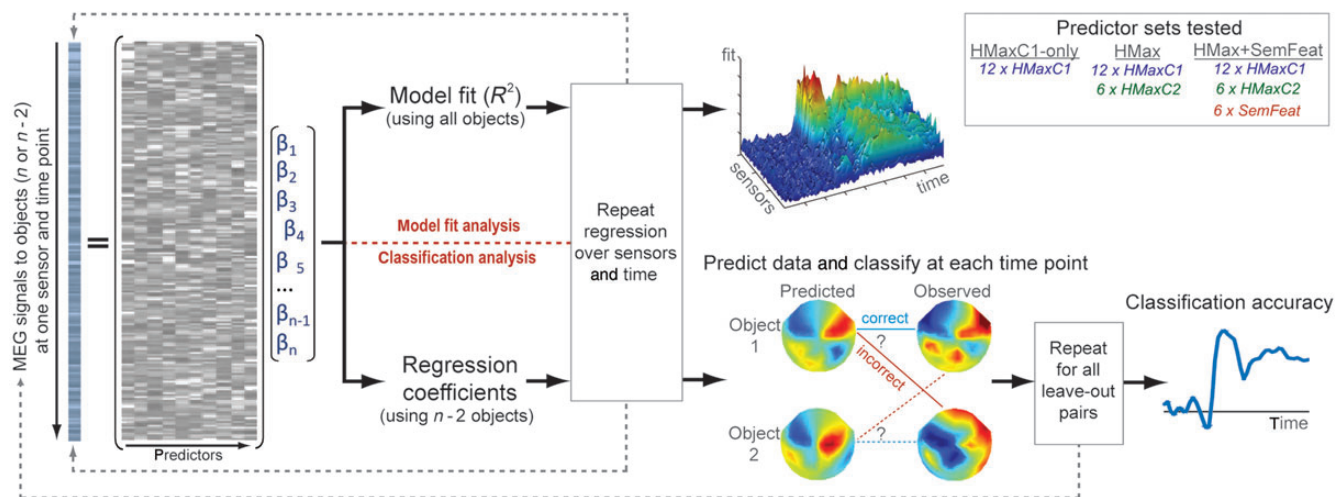 MEG signals to objects (n or n - 2)
at one sensor and time point
=
Predictors
β1
β2
β3
β4
β5
...
βn-1
βn
Model fit (R2)
(using all objects)
Model fit analysis
Classification analysis
Regression
coefficients
(using n - 2 objects)
Repeat
regression
over sensors
and time
fit
sensors
time
Predictor sets tested
HMaxC1-only HMax HMax+SemFeat
12 x HMaxC1 12 x HMaxC1 12 x HMaxC1
6 x HMaxC2 6 x HMaxC2
6 x SemFeat
Predict data and classify at each time point
Predicted Observed
Object
1
correct
?
incorrect
Object
2
?
Repeat
for all
leave-out
pairs
Classification accuracy
Time